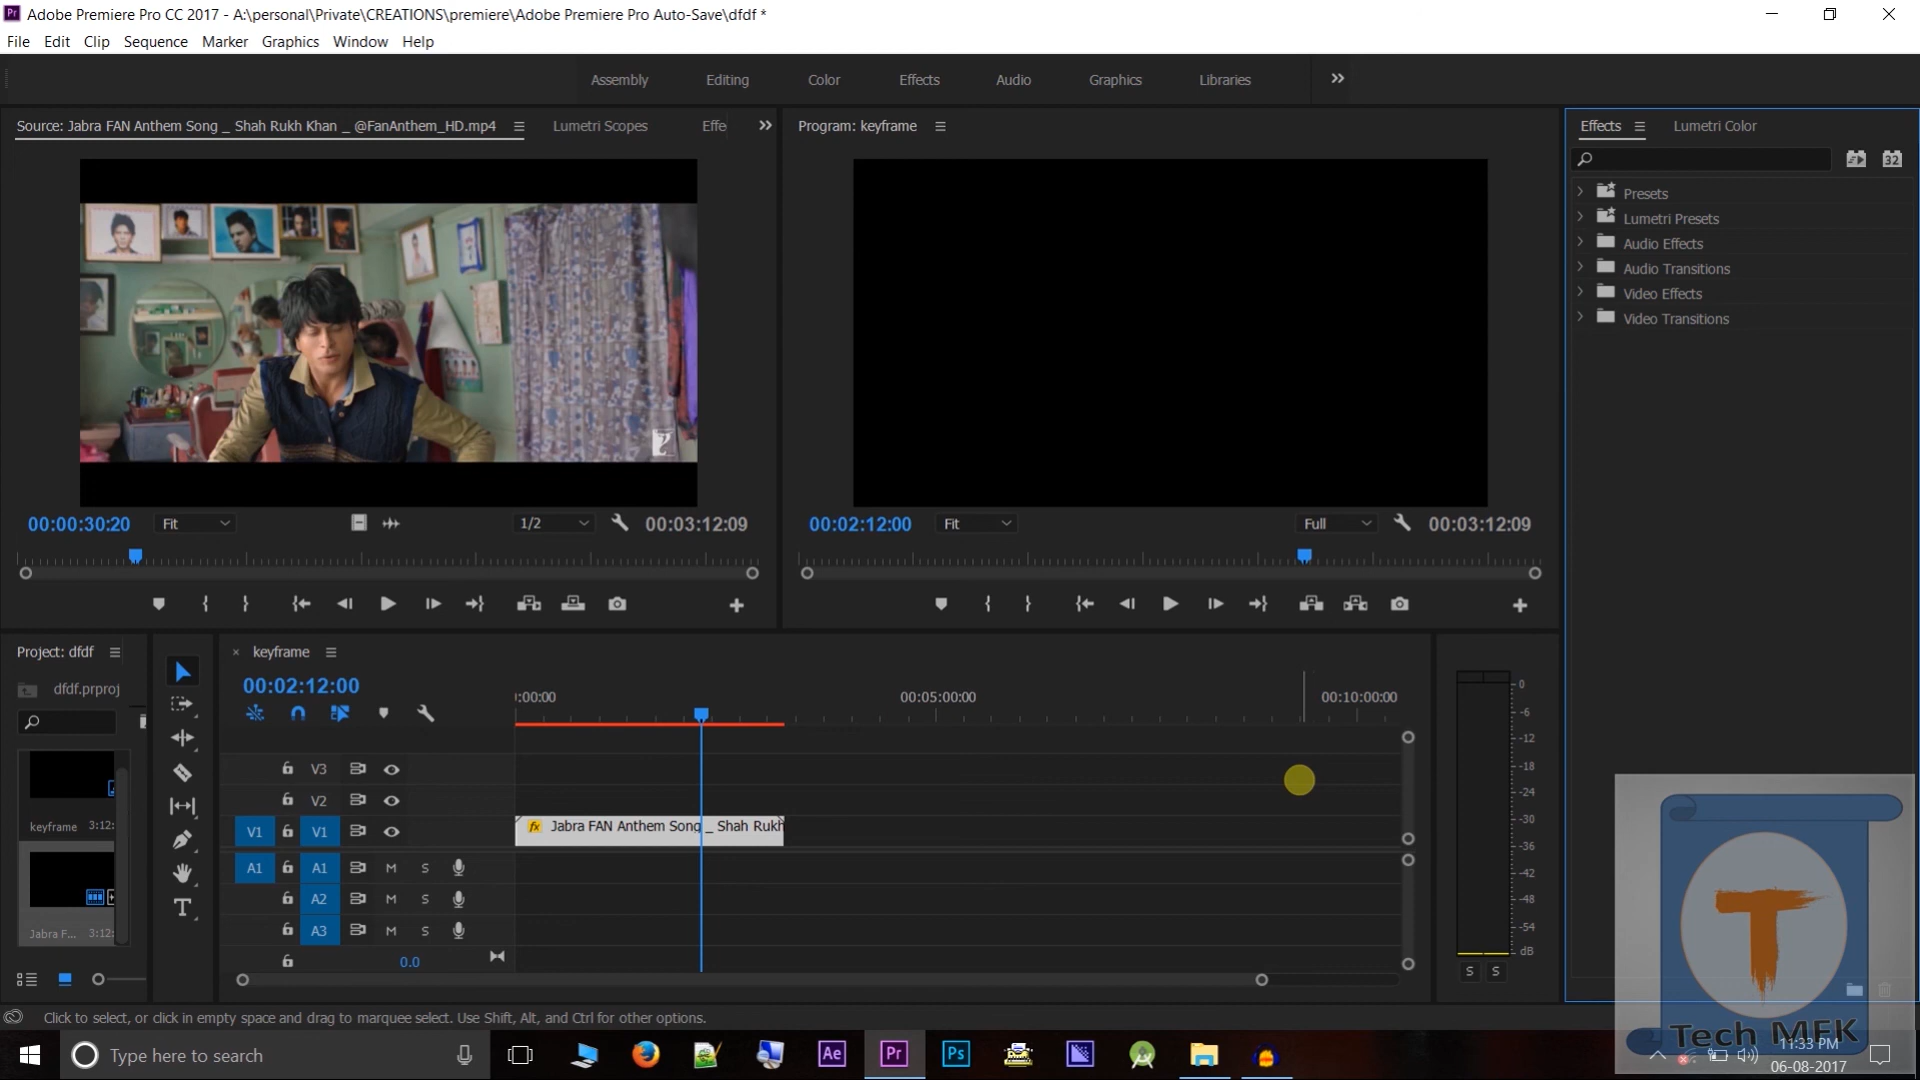 Adobe Premiere Pro CC 2017 - A:\personal\Private\CREATIONS\premiere\Adobe Premiere Pro Auto-Save\dfdf *
File Edit Clip Sequence Marker Graphics Window Help
Assembly Editing Color Effects Audio Graphics Libraries
Source: Jabra FAN Anthem Song _ Shah Rukh Khan _ @FanAnthem_HD.mp4 Lumetri Scopes Effe
Program: keyframe
Effects Lumetri Color
32
Presets
Lumetri Presets
Audio Effects
Audio Transitions
Video Effects
Video Transitions
00:00:30:20 Fit 1/2 00:03:12:09
00:02:12:00 Fit Full 00:03:12:09
Project: dfdf
dfdf.prproj
keyframe 3:12:
Jabra F... 3:12:
× keyframe
00:02:12:00
:00:00 00:05:00:00 00:10:00:00
V3
V2
V1 V1
fx Jabra FAN Anthem Song _ Shah Rukh
A1 A1 M S
A2 M S
A3 M S
0.0
0
-6
-12
-18
-24
-30
-36
-42
-48
-54
dB
S S
T
Tech MFK
Click to select, or click in empty space and drag to marquee select. Use Shift, Alt, and Ctrl for other options.
Type here to search
Ae Pr Ps
11:33 PM
06-08-2017